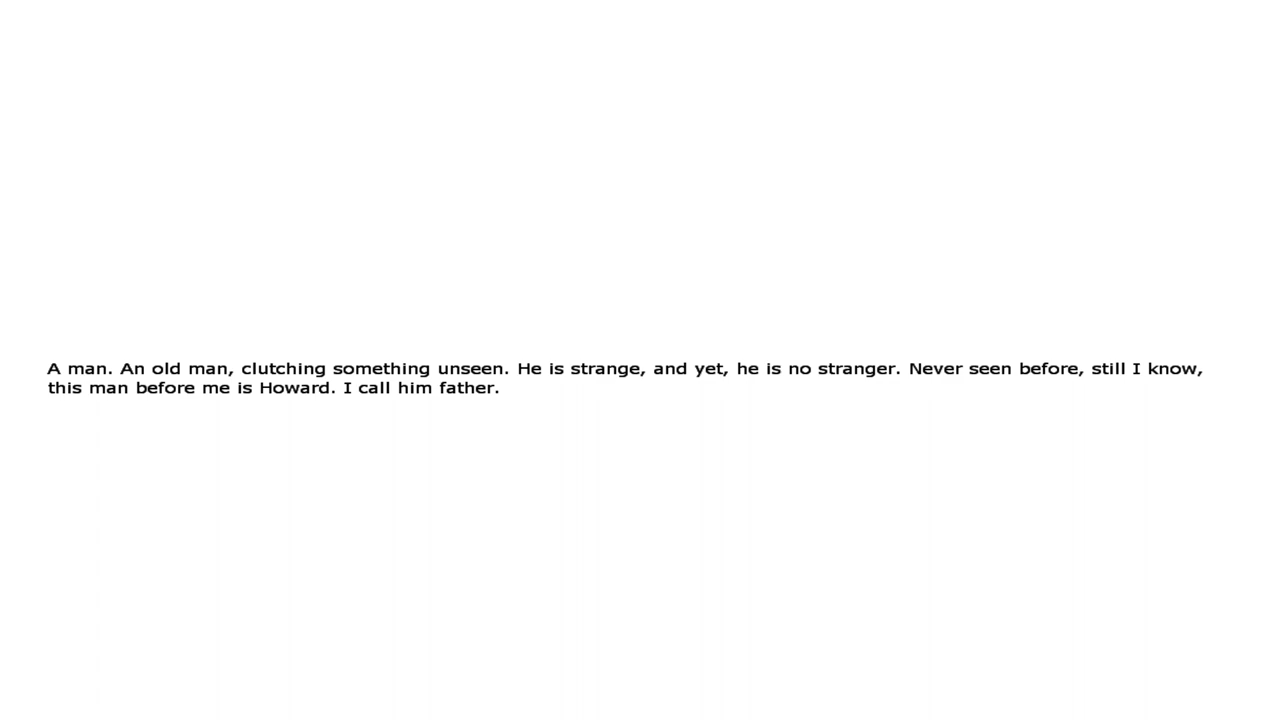 A man. An old man, clutching something unseen. He is strange, and yet, he is no stranger. Never seen before, still I know,
this man before me is Howard. I call him father.